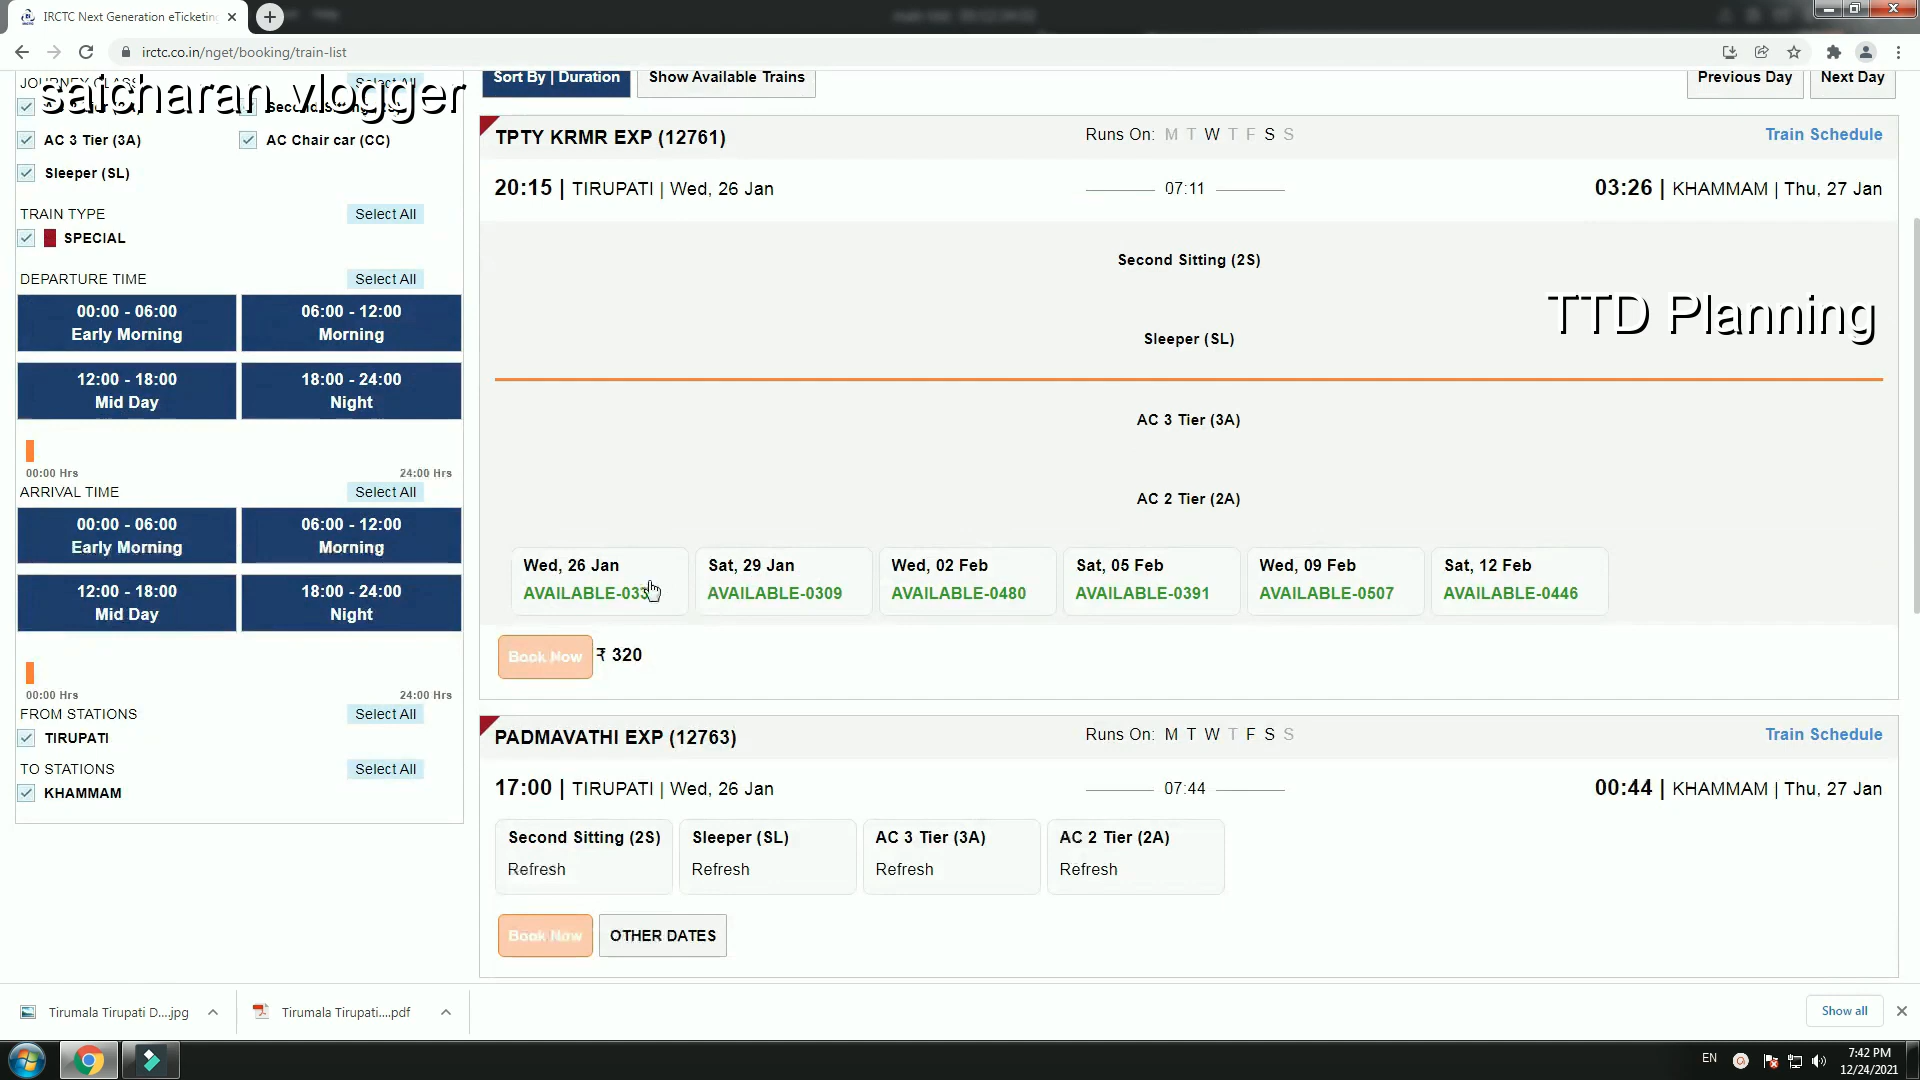 IRCTC Next Generation eTicketing
irctc.co.in/nget/booking/train-list
JOURNEY CLASS Select All
satcharan vlogger
Second Sitting (2S)
AC 3 Tier (3A) AC Chair car (CC)
Sleeper (SL)
TRAIN TYPE Select All
SPECIAL
DEPARTURE TIME Select All
00:00 - 06:00
Early Morning
06:00 - 12:00
Morning
12:00 - 18:00
Mid Day
18:00 - 24:00
Night
00:00 Hrs 24:00 Hrs
ARRIVAL TIME Select All
00:00 - 06:00
Early Morning
06:00 - 12:00
Morning
12:00 - 18:00
Mid Day
18:00 - 24:00
Night
00:00 Hrs 24:00 Hrs
FROM STATIONS Select All
TIRUPATI
TO STATIONS Select All
KHAMMAM
Sort By | Duration Show Available Trains Previous Day Next Day
TPTY KRMR EXP (12761) Runs On: M T W T F S S Train Schedule
20:15 | TIRUPATI | Wed, 26 Jan 07:11 03:26 | KHAMMAM | Thu, 27 Jan
Second Sitting (2S)
TTD Planning
Sleeper (SL)
AC 3 Tier (3A)
AC 2 Tier (2A)
Wed, 26 Jan Sat, 29 Jan Wed, 02 Feb Sat, 05 Feb Wed, 09 Feb Sat, 12 Feb
AVAILABLE-0309 AVAILABLE-0480 AVAILABLE-0391 AVAILABLE-0507 AVAILABLE-0446
Book Now ₹ 320
PADMAVATHI EXP (12763) Runs On: M T W T F S S Train Schedule
17:00 | TIRUPATI | Wed, 26 Jan 07:44 00:44 | KHAMMAM | Thu, 27 Jan
Second Sitting (2S) Sleeper (SL) AC 3 Tier (3A) AC 2 Tier (2A)
Refresh Refresh Refresh Refresh
Book Now OTHER DATES
Tirumala Tirupati D....jpg Tirumala Tirupati....pdf Show all
EN 7:42 PM
12/24/2021